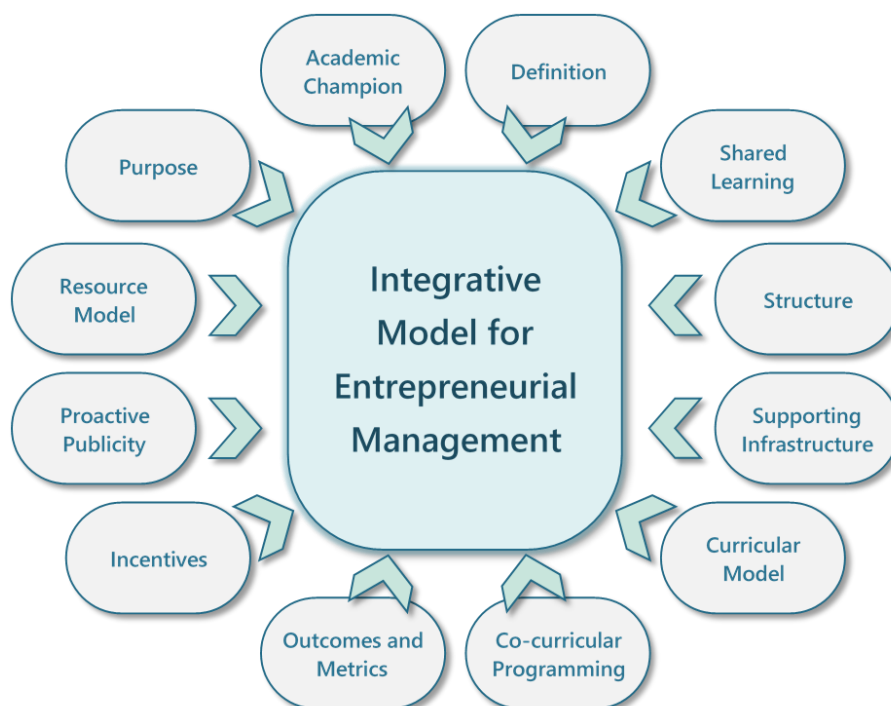 Academic
Champion
Definition
Purpose
Shared
Learning
Resource
Model
Integrative
Model for
Entrepreneurial
Management
Structure
Proactive
Publicity
Supporting
Infrastructure
Incentives
Curricular
Model
Outcomes and
Metrics
Co-curricular
Programming